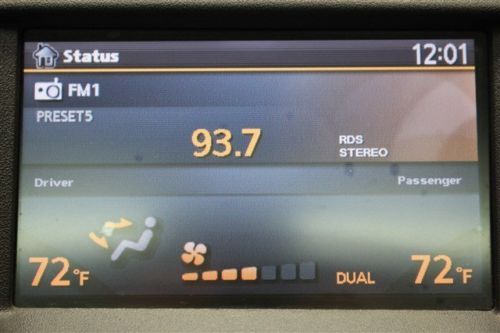 Status 12:01
FM1
PRESET5
93.7 RDS
STEREO
Driver Passenger
72°F DUAL 72°F